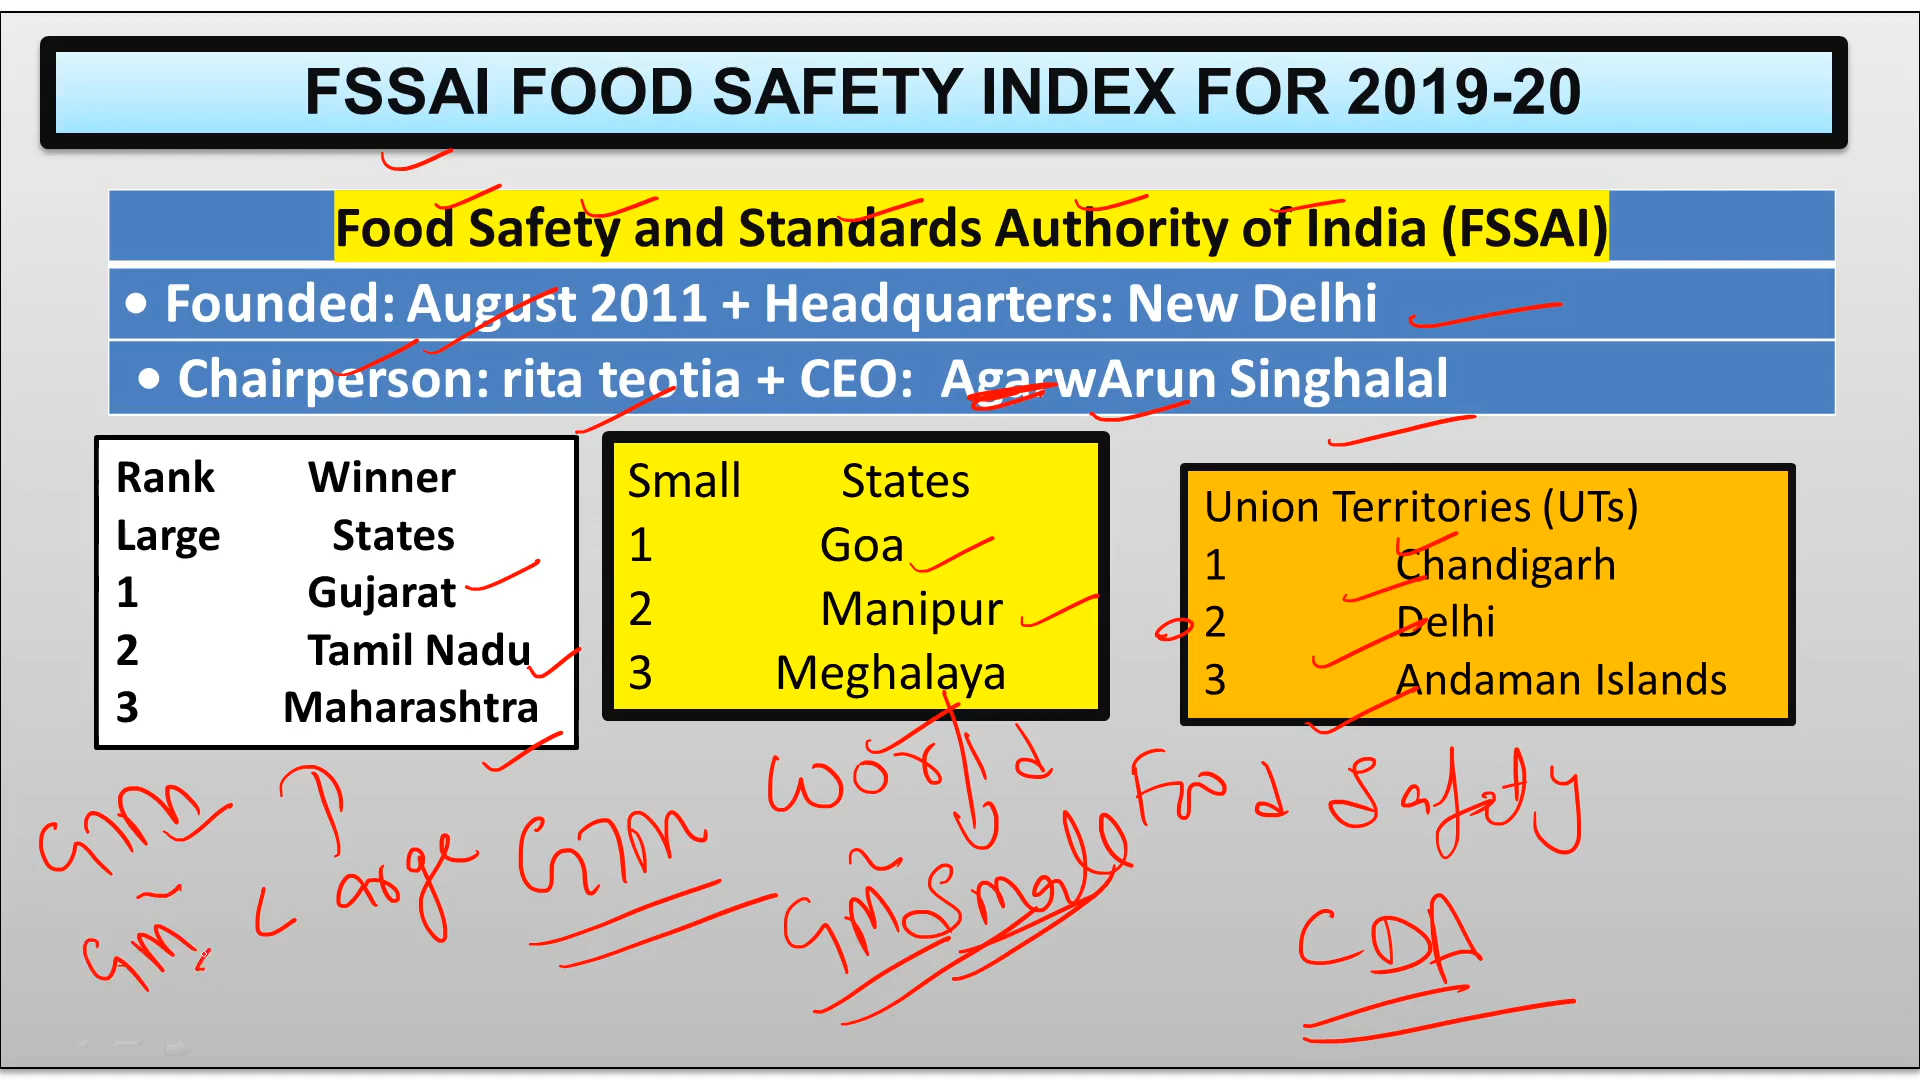 FSSAI FOOD SAFETY INDEX FOR 2019-20
Food Safety and Standards Authority of India (FSSAI)
• Founded: August 2011 + Headquarters: New Delhi
• Chairperson: rita teotia + CEO: AgarwArun Singhalal
Rank Winner
Large States
1 Gujarat
2 Tamil Nadu
3 Maharashtra
Small States
1 Goa
2 Manipur
3 Meghalaya
Union Territories (UTs)
1 Chandigarh
2 Delhi
3 Andaman Islands
World Food Safety
GTM
Large GTM
Small
GM
CDA